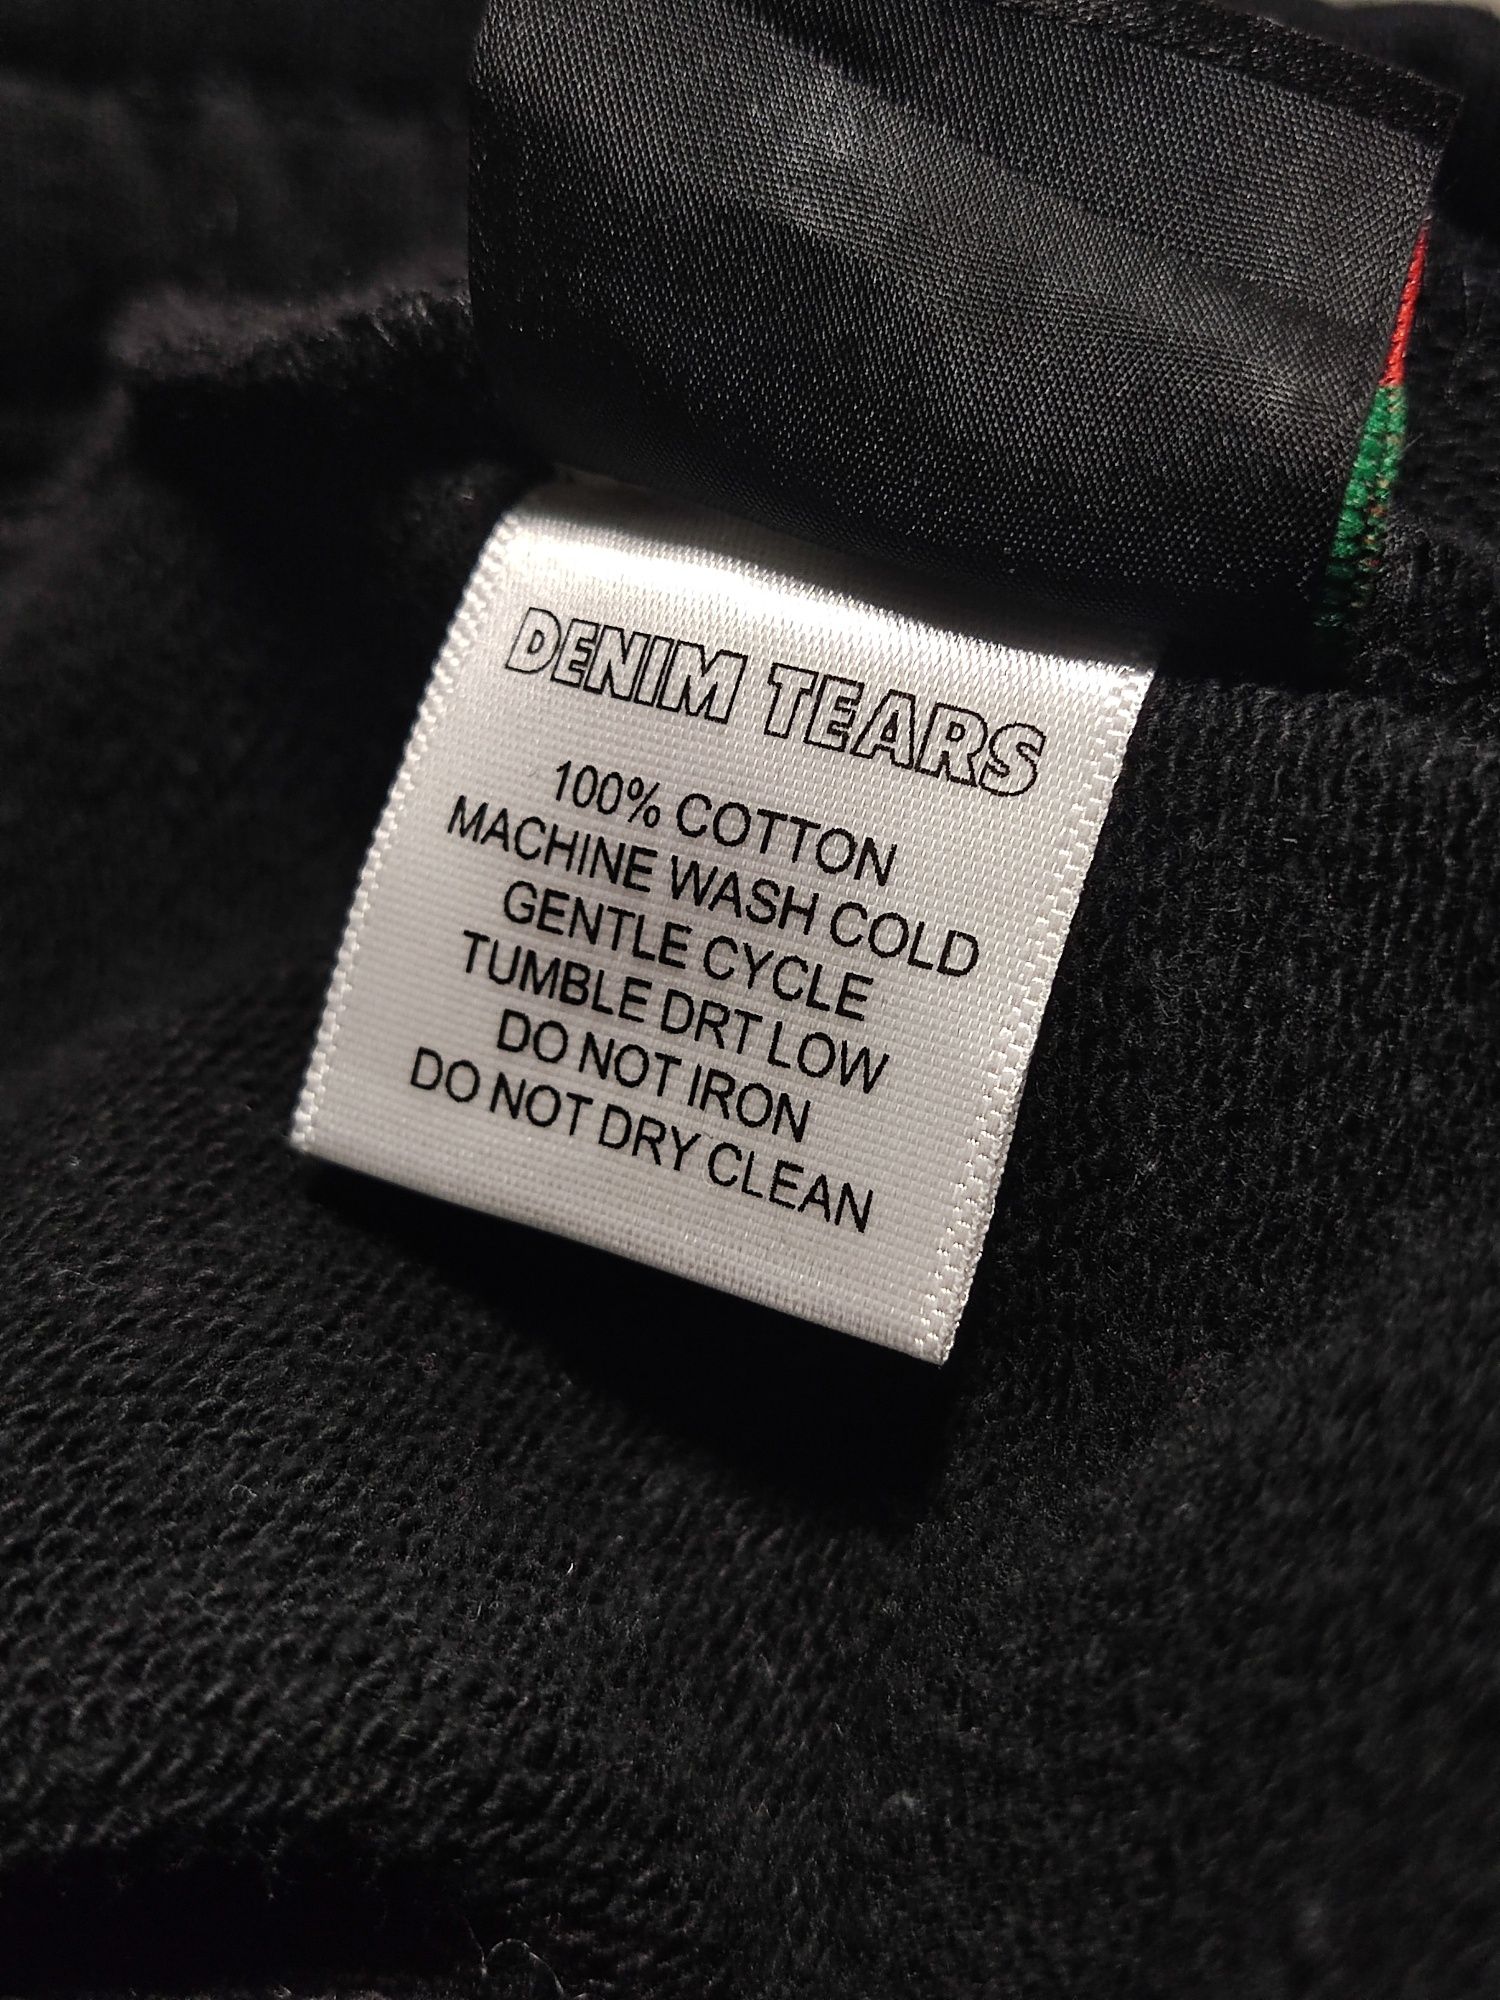 DENIM TEARS
100% COTTON
MACHINE WASH COLD
GENTLE CYCLE
TUMBLE DRT LOW
DO NOT IRON
DO NOT DRY CLEAN